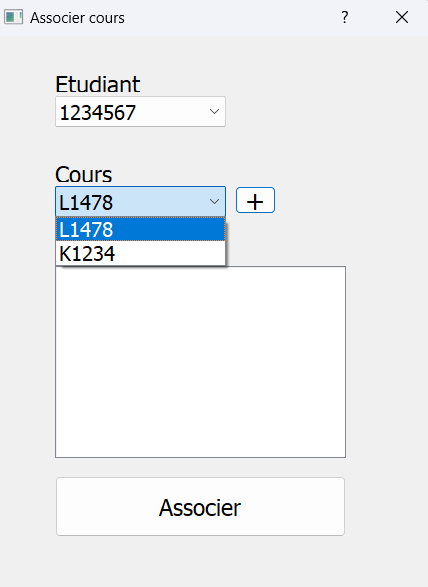 Associer cours
?
Etudiant
1234567
Cours
L1478
+
L1478
K1234
Associer